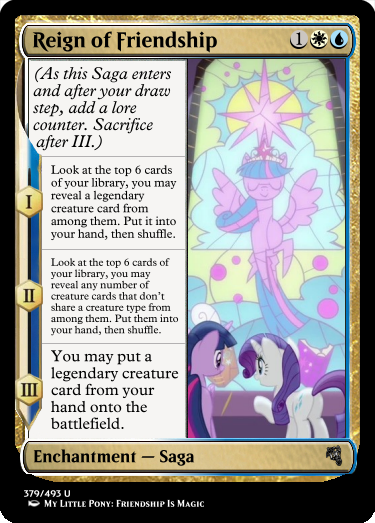 Reign of Friendship 1
(As this Saga enters
and after your draw
step, add a lore
counter. Sacrifice
after III.)
I
Look at the top 6 cards
of your library, you may
reveal a legendary
creature card from
among them. Put it into
your hand, then shuffle.
II
Look at the top 6 cards of
your library, you may
reveal any number of
creature cards that don't
share a creature type from
among them. Put them into
your hand, then shuffle.
III
You may put a
legendary creature
card from your
hand onto the
battlefield.
Enchantment — Saga
379/493 U
My Little Pony: Friendship Is Magic